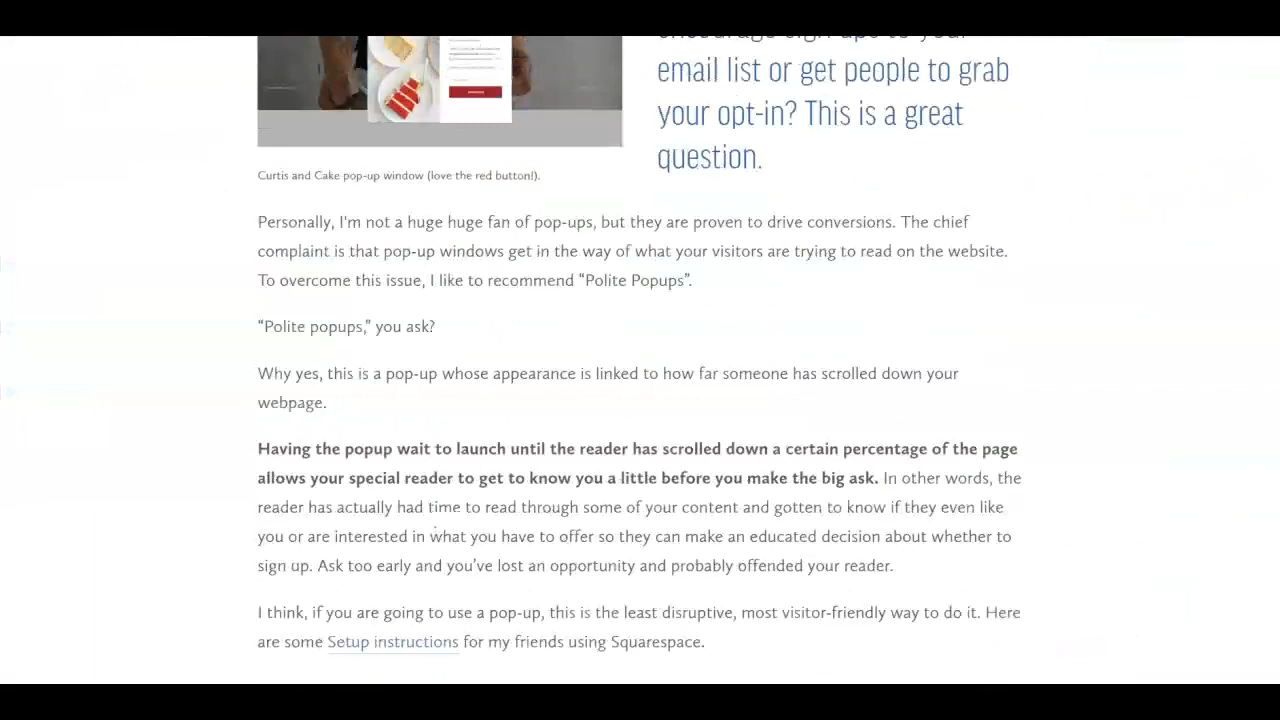 encourage sign-ups to your
email list or get people to grab
your opt-in? This is a great
question.
Curtis and Cake pop-up window (love the red button!).
Personally, I'm not a huge huge fan of pop-ups, but they are proven to drive conversions. The chief
complaint is that pop-up windows get in the way of what your visitors are trying to read on the website.
To overcome this issue, I like to recommend “Polite Popups”.
“Polite popups,” you ask?
Why yes, this is a pop-up whose appearance is linked to how far someone has scrolled down your
webpage.
Having the popup wait to launch until the reader has scrolled down a certain percentage of the page
allows your special reader to get to know you a little before you make the big ask. In other words, the
reader has actually had time to read through some of your content and gotten to know if they even like
you or are interested in what you have to offer so they can make an educated decision about whether to
sign up. Ask too early and you’ve lost an opportunity and probably offended your reader.
I think, if you are going to use a pop-up, this is the least disruptive, most visitor-friendly way to do it. Here
are some Setup instructions for my friends using Squarespace.